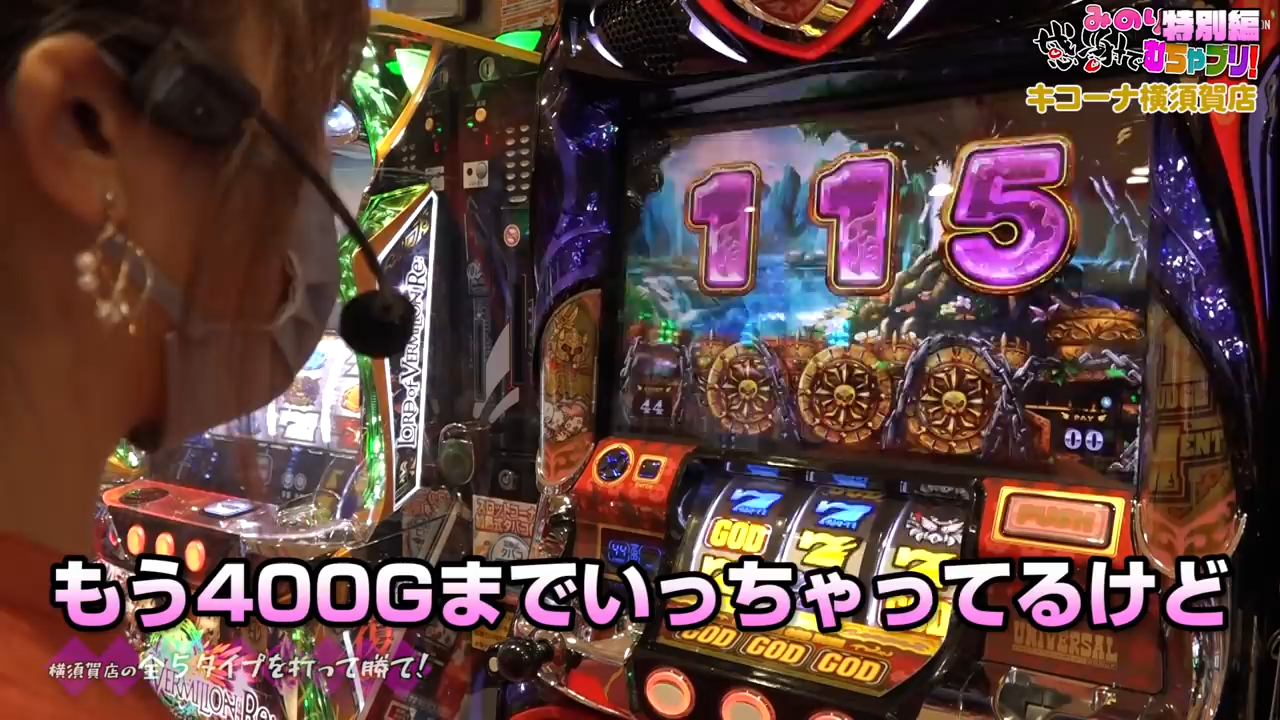 みのり特別編
むちゃブリ!
キコーナ横須賀店
115
LORD of VERMILION Re:
44
PAY
00
PUSH
GOD
もう400Gまでいっちゃってるけど
GOD GOD GOD
UNIVERSAL
横須賀店の全5タイプを打って勝て!
VERMILION Re: